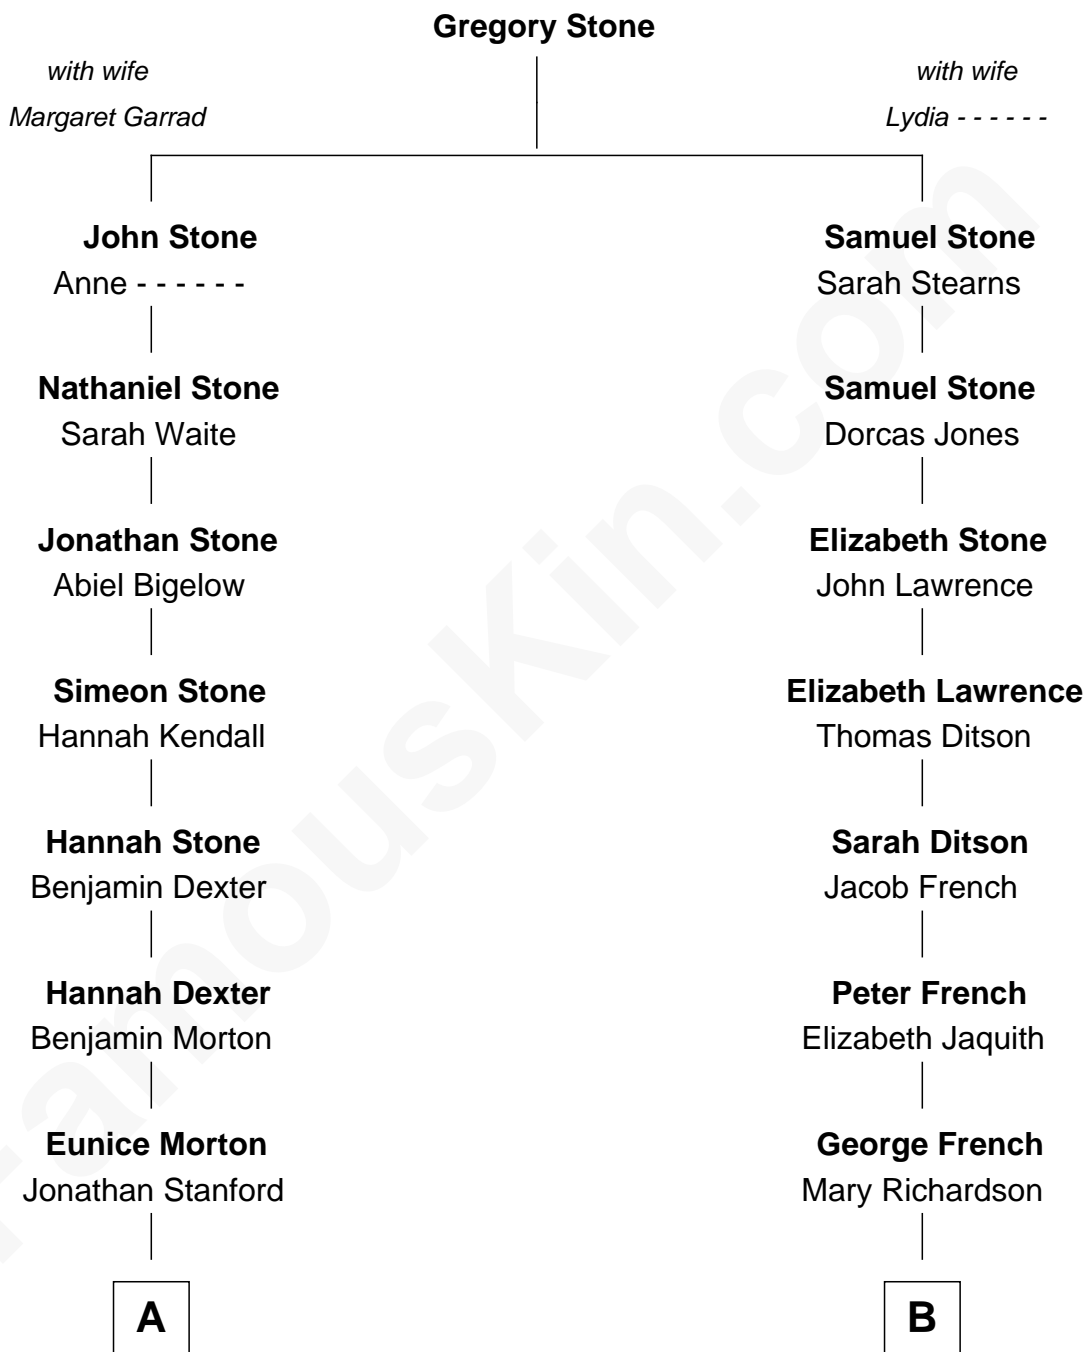 Gregory Stone
with wife
Margaret Garrad
with wife
Lydia - - - - - -
John Stone
Anne - - - - - -
Samuel Stone
Sarah Stearns
Nathaniel Stone
Sarah Waite
Samuel Stone
Dorcas Jones
Jonathan Stone
Abiel Bigelow
Elizabeth Stone
John Lawrence
Simeon Stone
Hannah Kendall
Elizabeth Lawrence
Thomas Ditson
Hannah Stone
Benjamin Dexter
Sarah Ditson
Jacob French
Hannah Dexter
Benjamin Morton
Peter French
Elizabeth Jaquith
Eunice Morton
Jonathan Stanford
George French
Mary Richardson
A
B
FamousKin.com